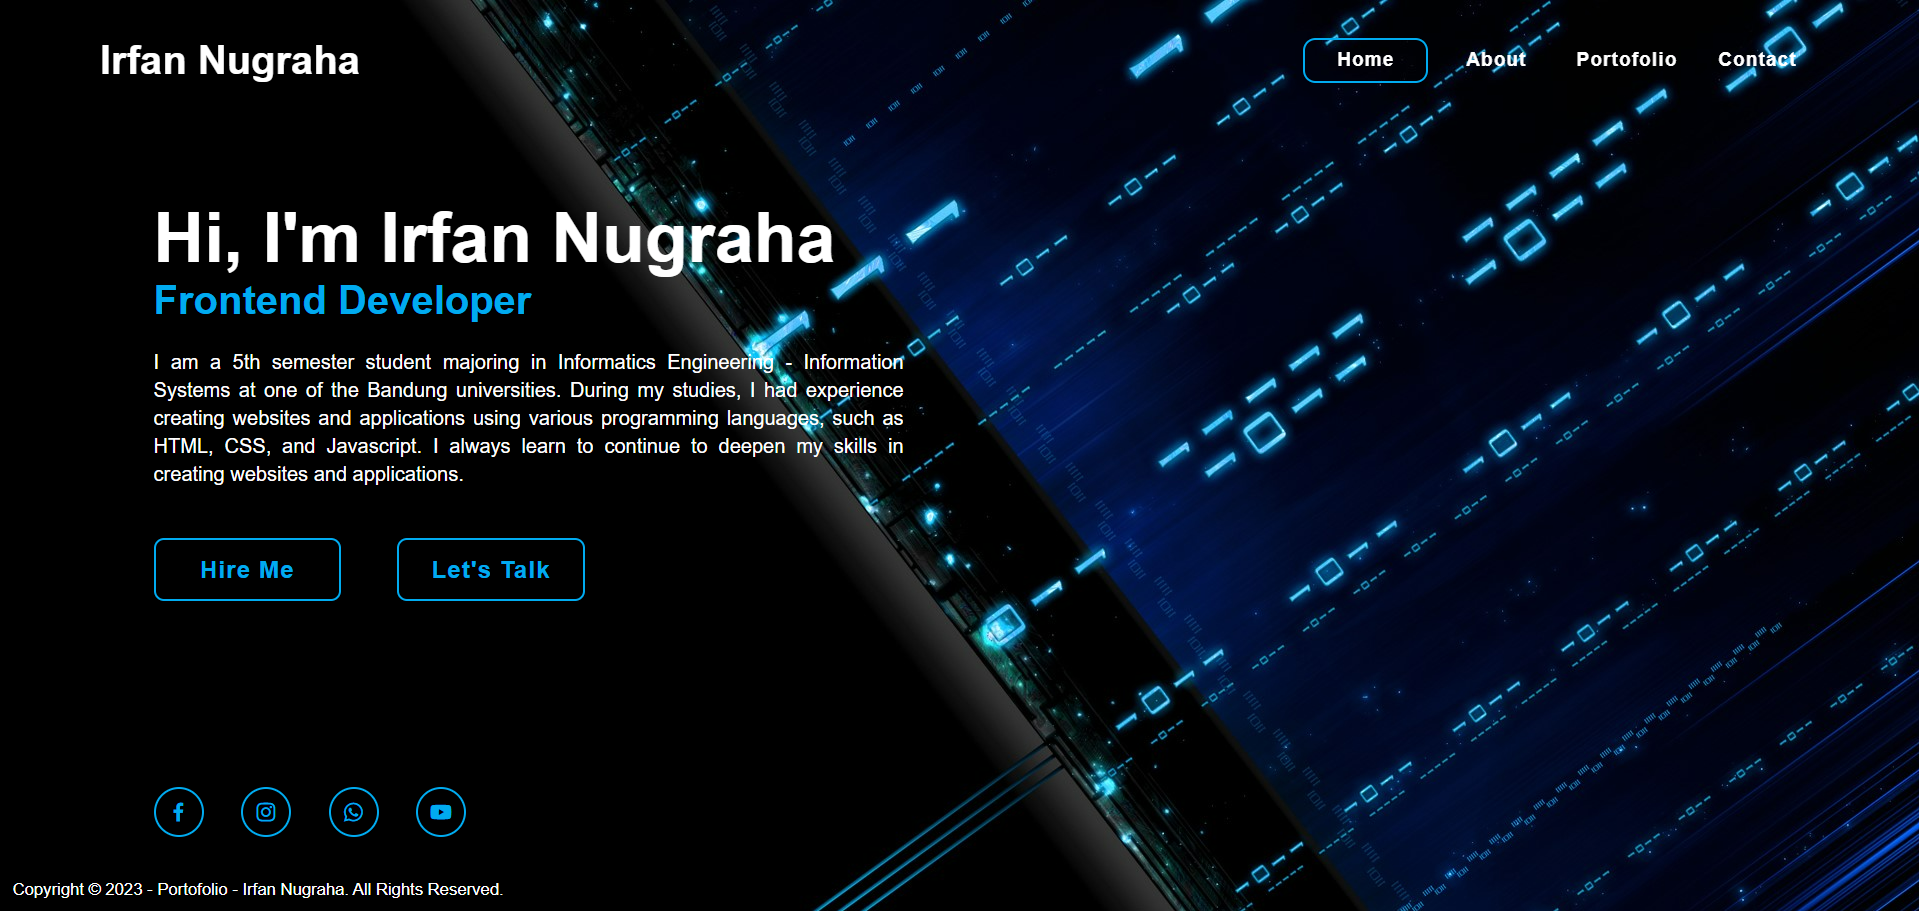 Irfan Nugraha
Home About Portofolio Contact
Hi, I'm Irfan Nugraha
Frontend Developer
I am a 5th semester student majoring in Informatics Engineering - Information
Systems at one of the Bandung universities. During my studies, I had experience
creating websites and applications using various programming languages, such as
HTML, CSS, and Javascript. I always learn to continue to deepen my skills in
creating websites and applications.
Hire Me Let's Talk
Copyright © 2023 - Portofolio - Irfan Nugraha. All Rights Reserved.